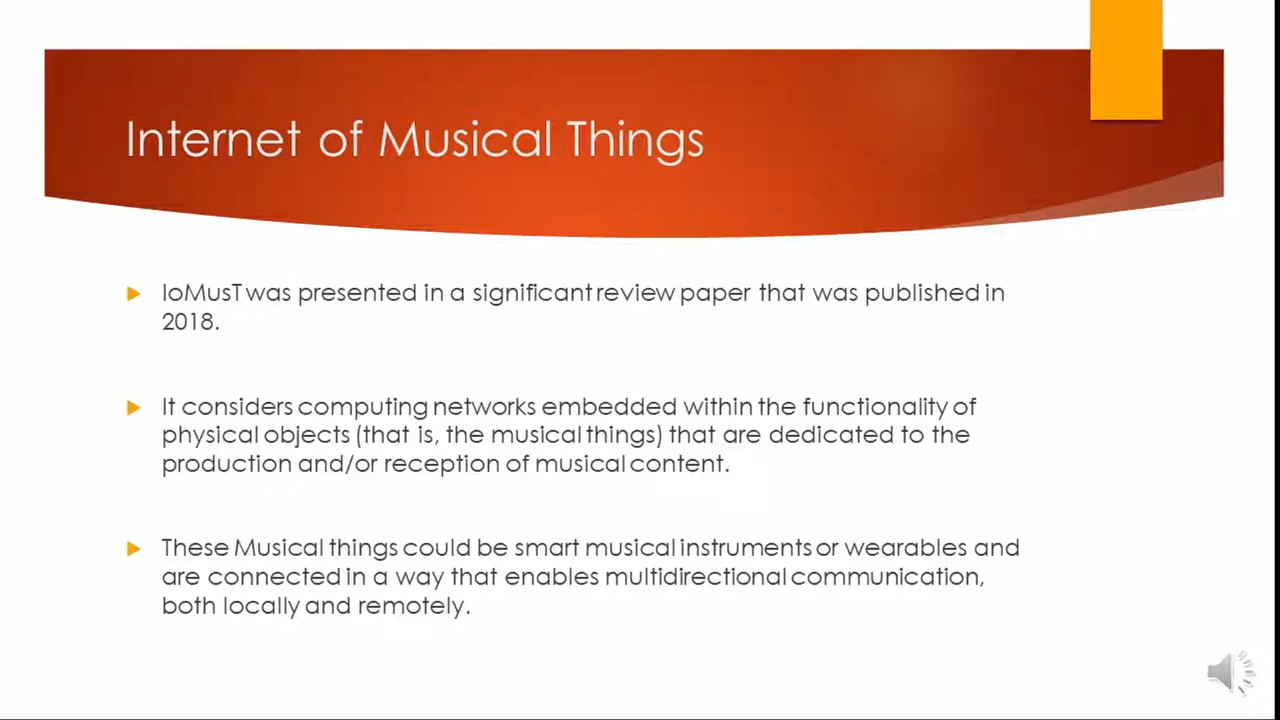 Internet of Musical Things
IoMusT was presented in a significant review paper that was published in
2018.
It considers computing networks embedded within the functionality of
physical objects (that is, the musical things) that are dedicated to the
production and/or reception of musical content.
These Musical things could be smart musical instruments or wearables and
are connected in a way that enables multidirectional communication,
both locally and remotely.